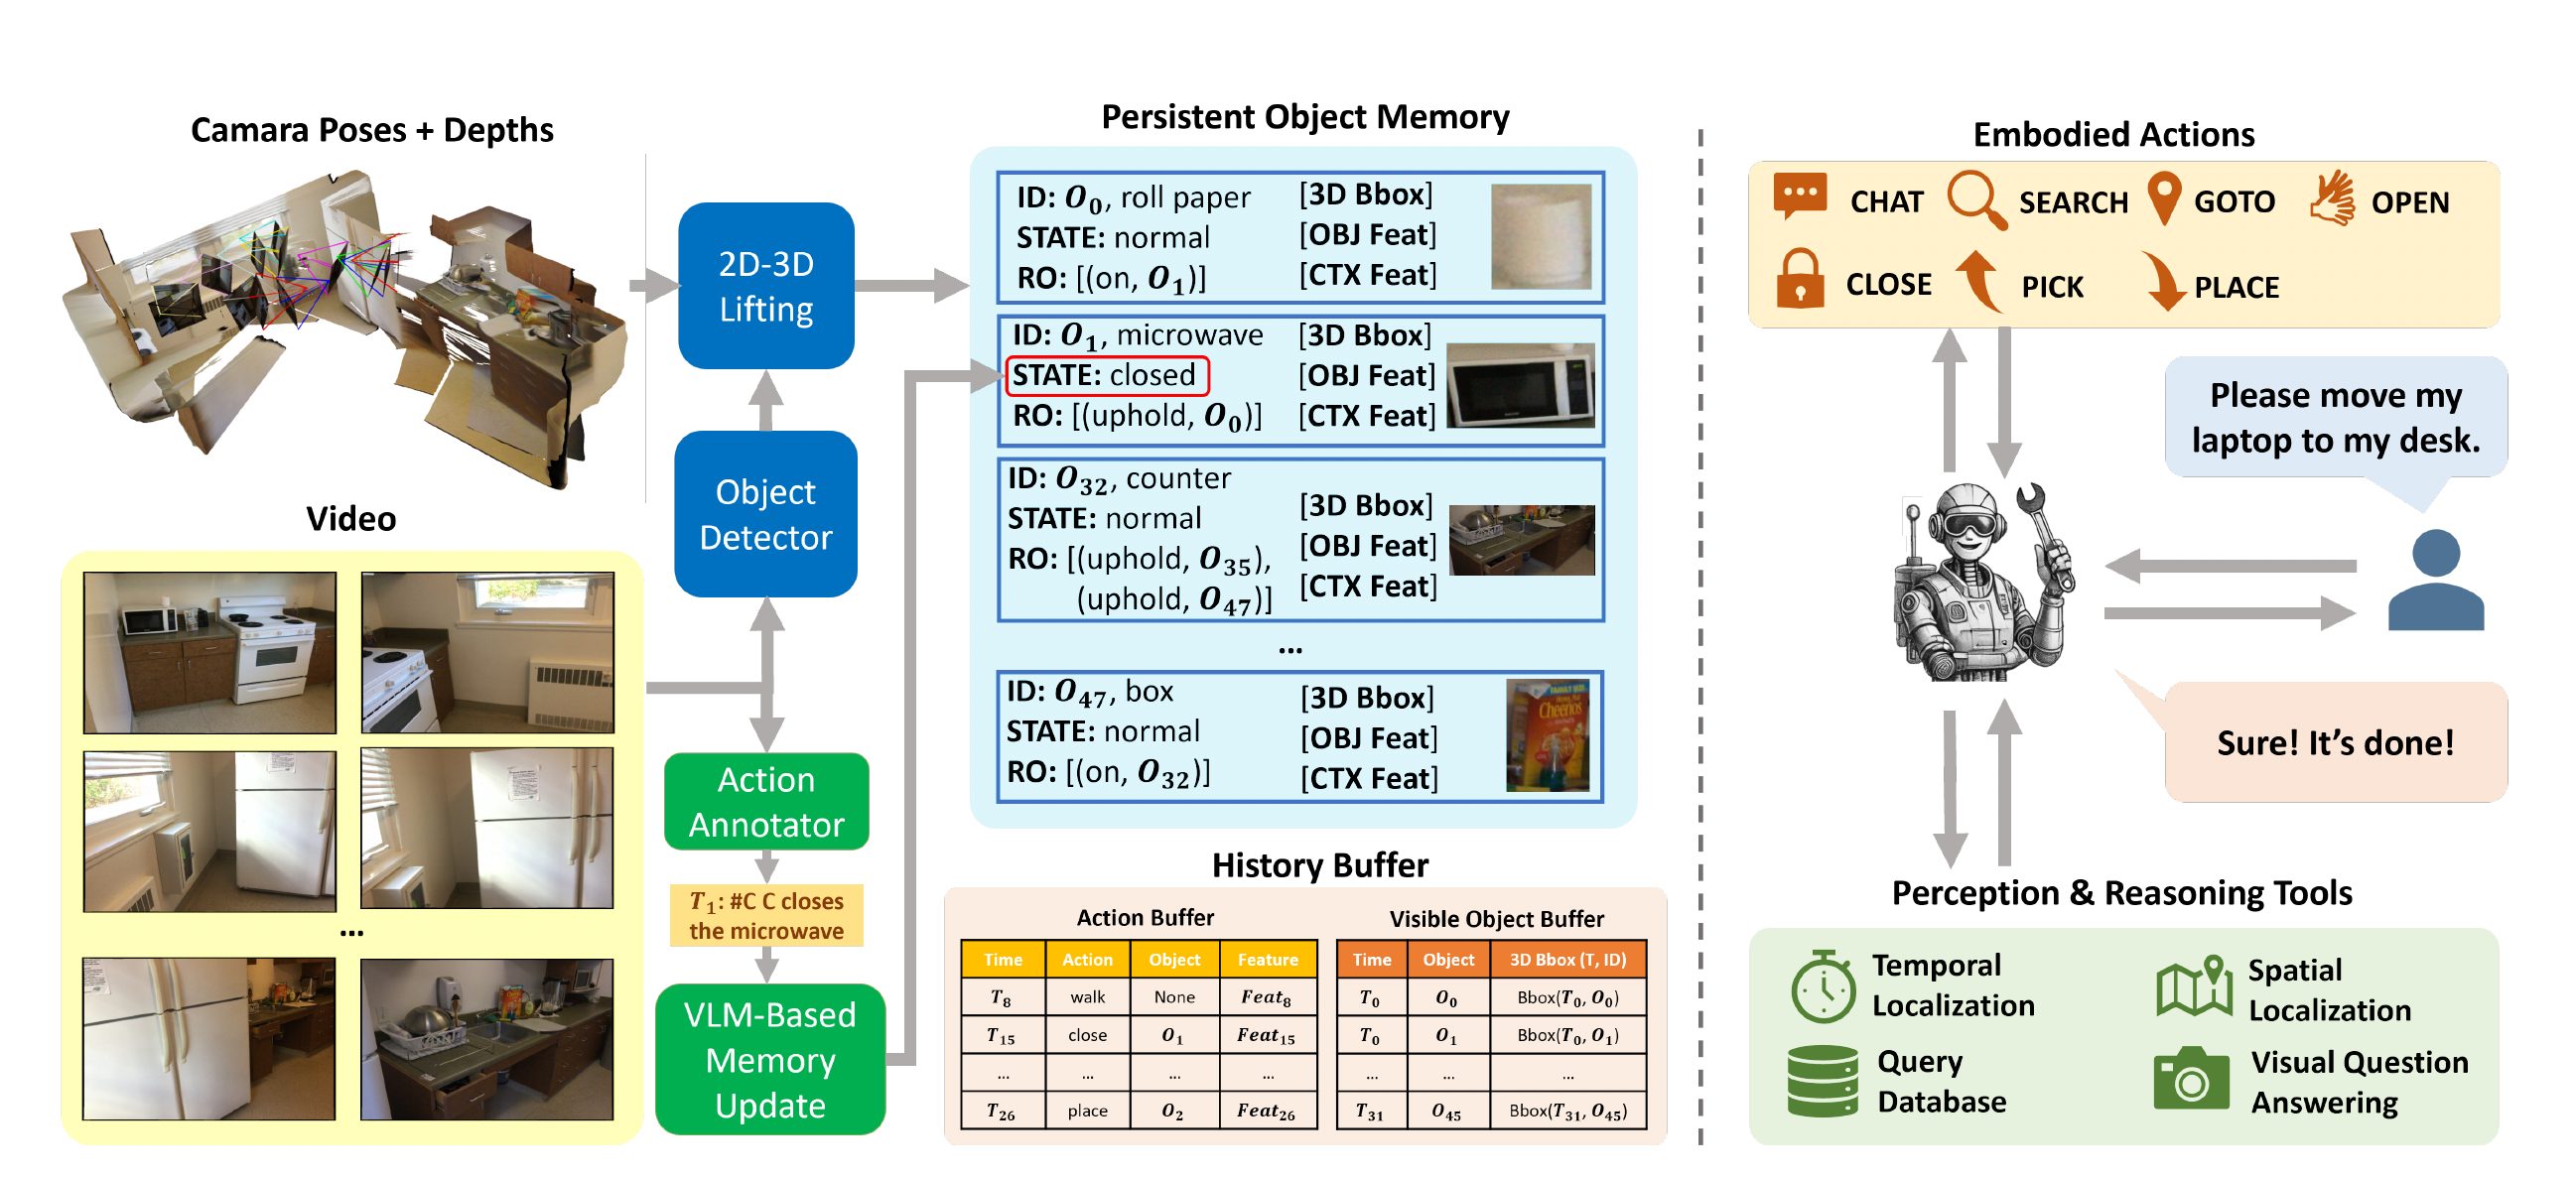 Camara Poses + Depths
Video
2D-3D
Lifting
Object
Detector
Action
Annotator
T1: #C C closes
the microwave
VLM-Based
Memory
Update
Persistent Object Memory
ID: O0, roll paper
STATE: normal
RO: [(on, O1)]
[3D Bbox]
[OBJ Feat]
[CTX Feat]
ID: O1, microwave
STATE: closed
RO: [(uphold, O0)]
[3D Bbox]
[OBJ Feat]
[CTX Feat]
ID: O32, counter
STATE: normal
RO: [(uphold, O35),
(uphold, O47)]
[3D Bbox]
[OBJ Feat]
[CTX Feat]
...
ID: O47, box
STATE: normal
RO: [(on, O32)]
[3D Bbox]
[OBJ Feat]
[CTX Feat]
Cheerios
History Buffer
Action Buffer
Time Action Object Feature
T8 walk None Feat8
T15 close O1 Feat15
... ... ... ...
T26 place O2 Feat26
Visible Object Buffer
Time Object 3D Bbox (T, ID)
T0 O0 Bbox(T0, O0)
T0 O1 Bbox(T0, O1)
... ... ...
T31 O45 Bbox(T31, O45)
Embodied Actions
CHAT SEARCH GOTO OPEN
CLOSE PICK PLACE
Please move my
laptop to my desk.
Sure! It's done!
Perception & Reasoning Tools
Temporal
Localization
Spatial
Localization
Query
Database
Visual Question
Answering